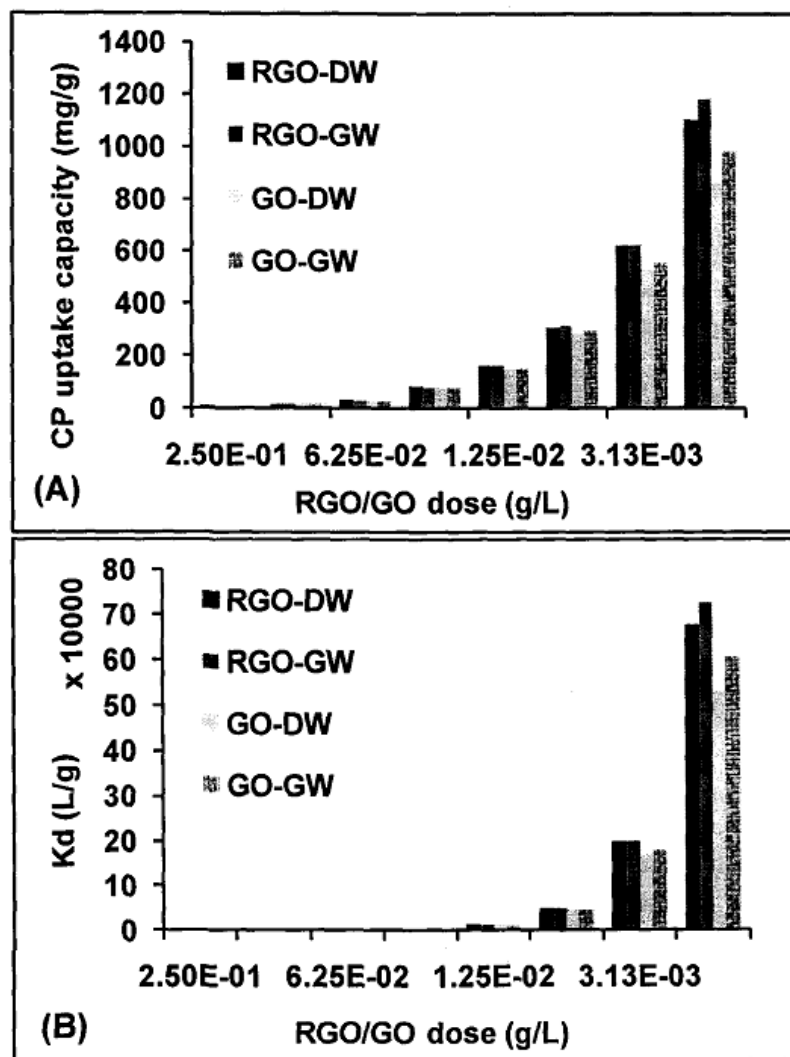 1400
1200
1000
800
600
400
200
0
CP uptake capacity (mg/g)
RGO-DW
RGO-GW
GO-DW
GO-GW
2.50E-01 6.25E-02 1.25E-02 3.13E-03
(A)
RGO/GO dose (g/L)
80
70
60
50
40
30
20
10
0
Kd (L/g) x 10000
RGO-DW
RGO-GW
GO-DW
GO-GW
2.50E-01 6.25E-02 1.25E-02 3.13E-03
(B)
RGO/GO dose (g/L)